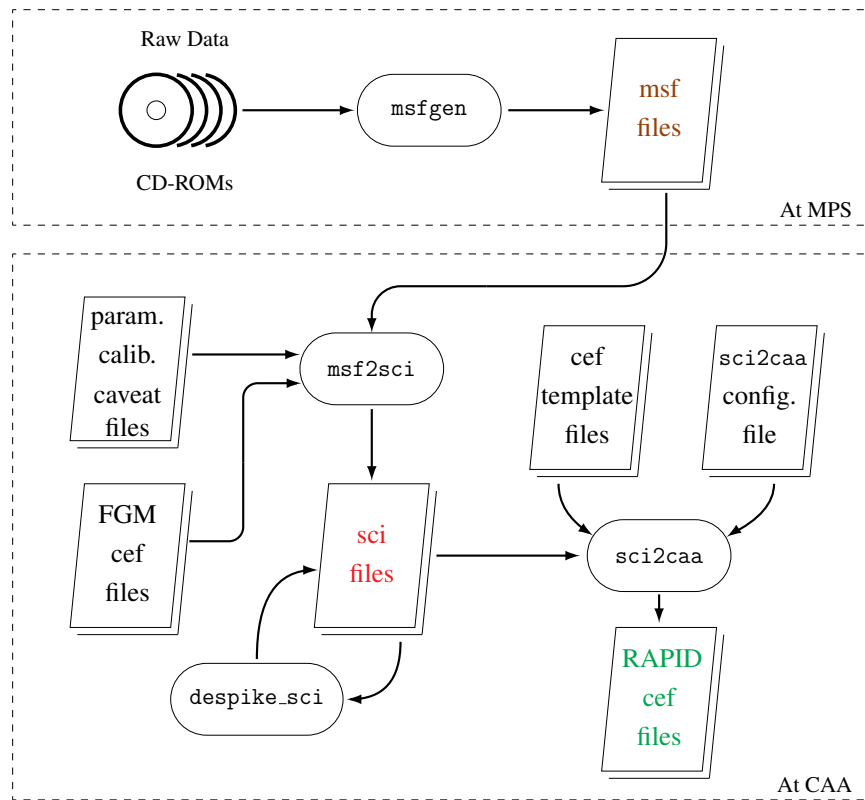 Raw Data
CD-ROMs
msfgen
msf
files
At MPS
param.
calib.
caveat
files
msf2sci
cef
template
files
sci2caa
config.
file
FGM
cef
files
sci
files
sci2caa
despike_sci
RAPID
cef
files
At CAA